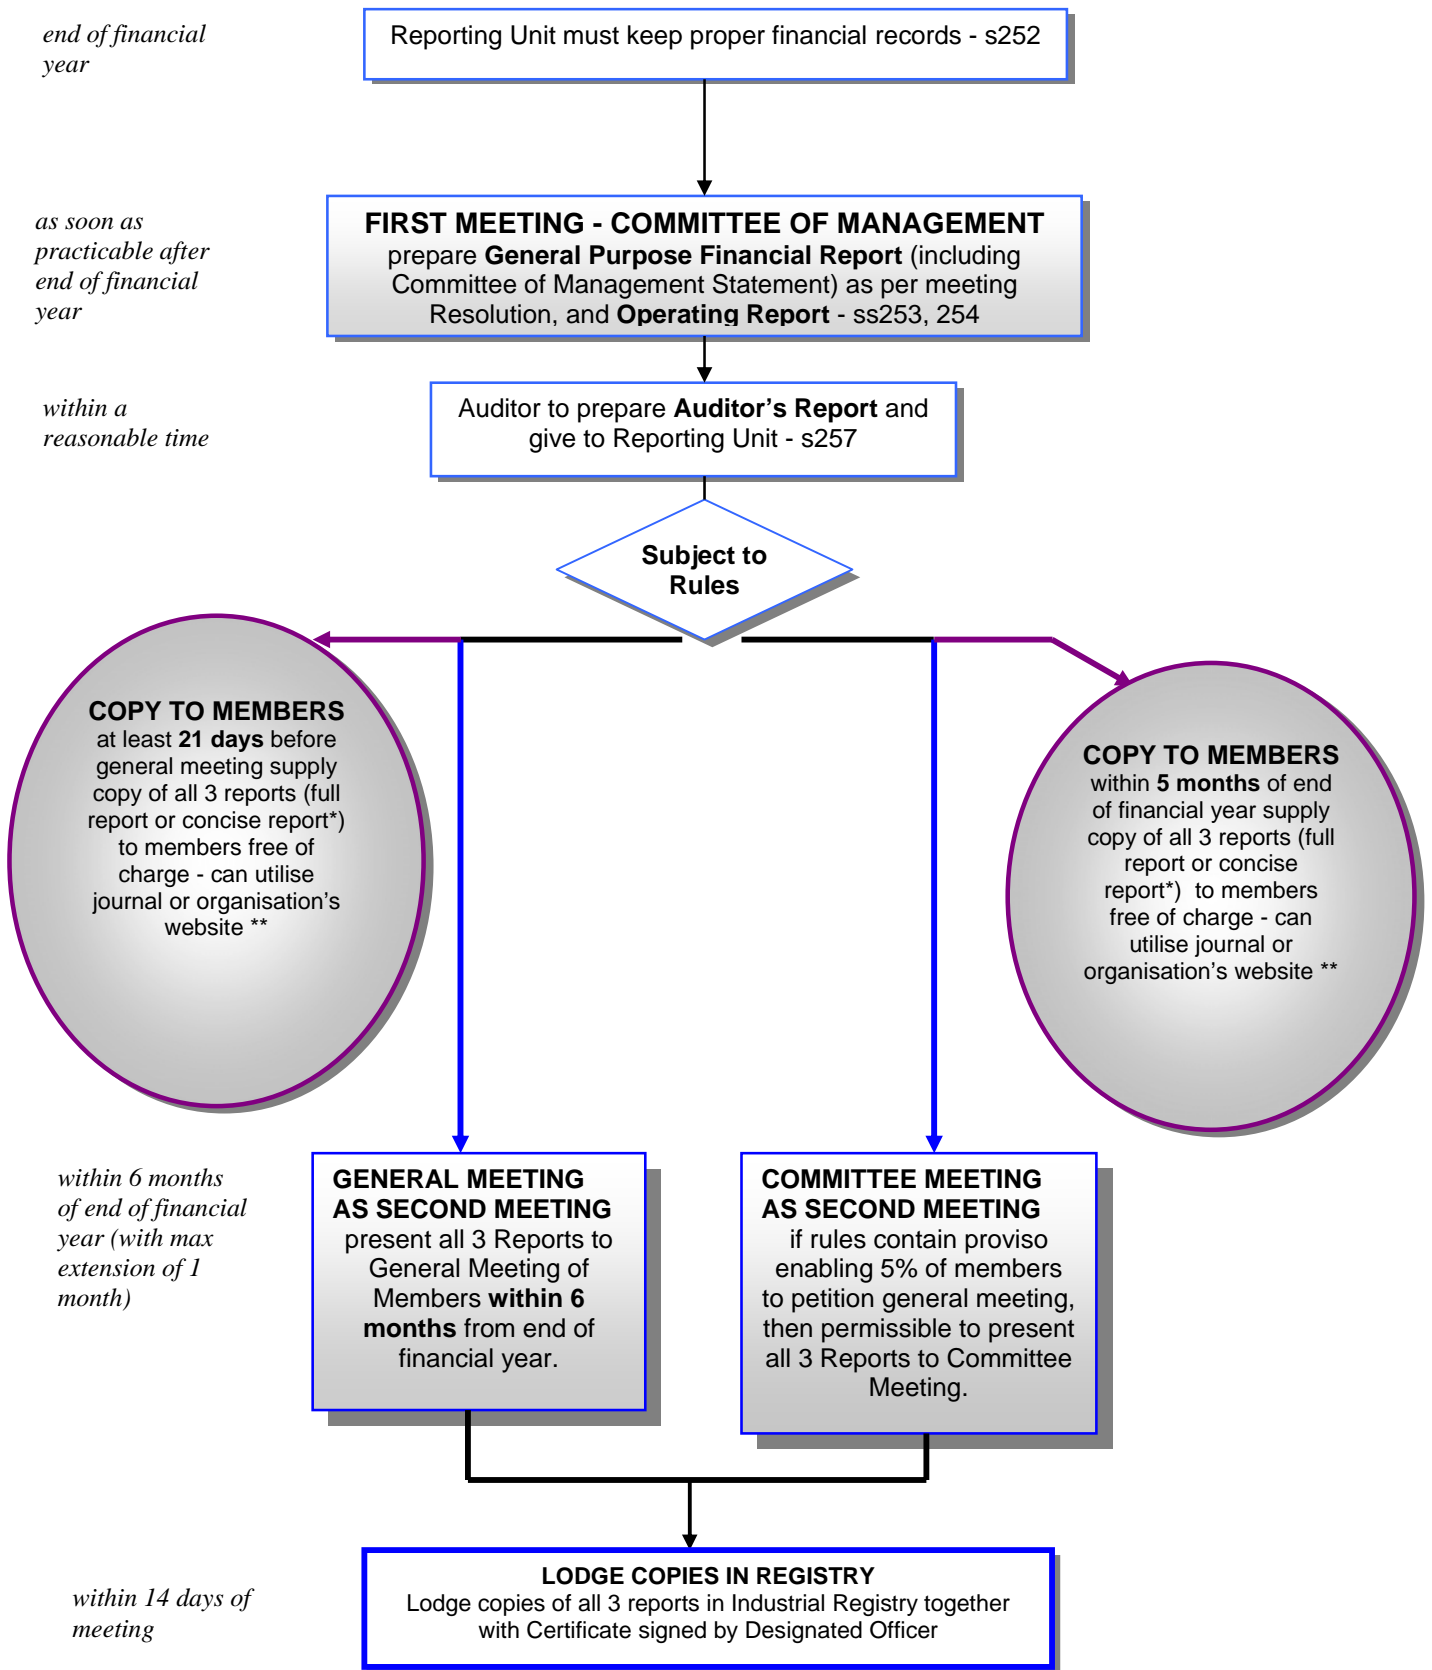 end of financial
year
Reporting Unit must keep proper financial records - s252
as soon as
practicable after
end of financial
year
FIRST MEETING - COMMITTEE OF MANAGEMENT
prepare General Purpose Financial Report (including
Committee of Management Statement) as per meeting
Resolution, and Operating Report - ss253, 254
within a
reasonable time
Auditor to prepare Auditor’s Report and
give to Reporting Unit - s257
Subject to
Rules
COPY TO MEMBERS
at least 21 days before
general meeting supply
copy of all 3 reports (full
report or concise report*)
to members free of
charge - can utilise
journal or organisation’s
website **
COPY TO MEMBERS
within 5 months of end
of financial year supply
copy of all 3 reports (full
report or concise
report*)  to members
free of charge - can
utilise journal or
organisation’s website **
within 6 months
of end of financial
year (with max
extension of 1
month)
GENERAL MEETING
AS SECOND MEETING
present all 3 Reports to
General Meeting of
Members within 6
months from end of
financial year.
COMMITTEE MEETING
AS SECOND MEETING
if rules contain proviso
enabling 5% of members
to petition general meeting,
then permissible to present
all 3 Reports to Committee
Meeting.
within 14 days of
meeting
LODGE COPIES IN REGISTRY
Lodge copies of all 3 reports in Industrial Registry together
with Certificate signed by Designated Officer